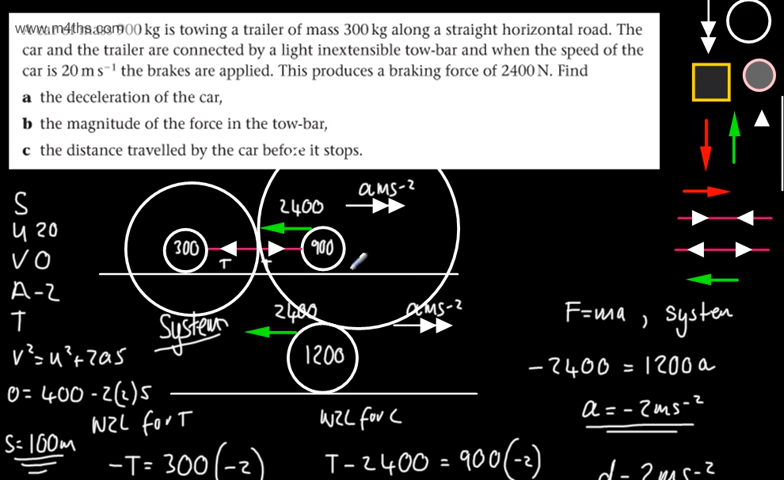 www.m4ths.com 900 kg is towing a trailer of mass 300 kg along a straight horizontal road. The
car and the trailer are connected by a light inextensible tow-bar and when the speed of the
car is 20 m s⁻¹ the brakes are applied. This produces a braking force of 2400 N. Find
a the deceleration of the car,
b the magnitude of the force in the tow-bar,
c the distance travelled by the car before it stops.
a ms-2
2400
S
U 20
V 0
A -2
T
300
T
900
System
2400
a ms-2
1200
F=ma, system
-2400 = 1200a
a = -2ms-2
V²=u²+2as
0= 400-2(2)s
S=100m
N2L for T
N2L for C
-T= 300(-2)
T-2400=900(-2)
d=2ms-2